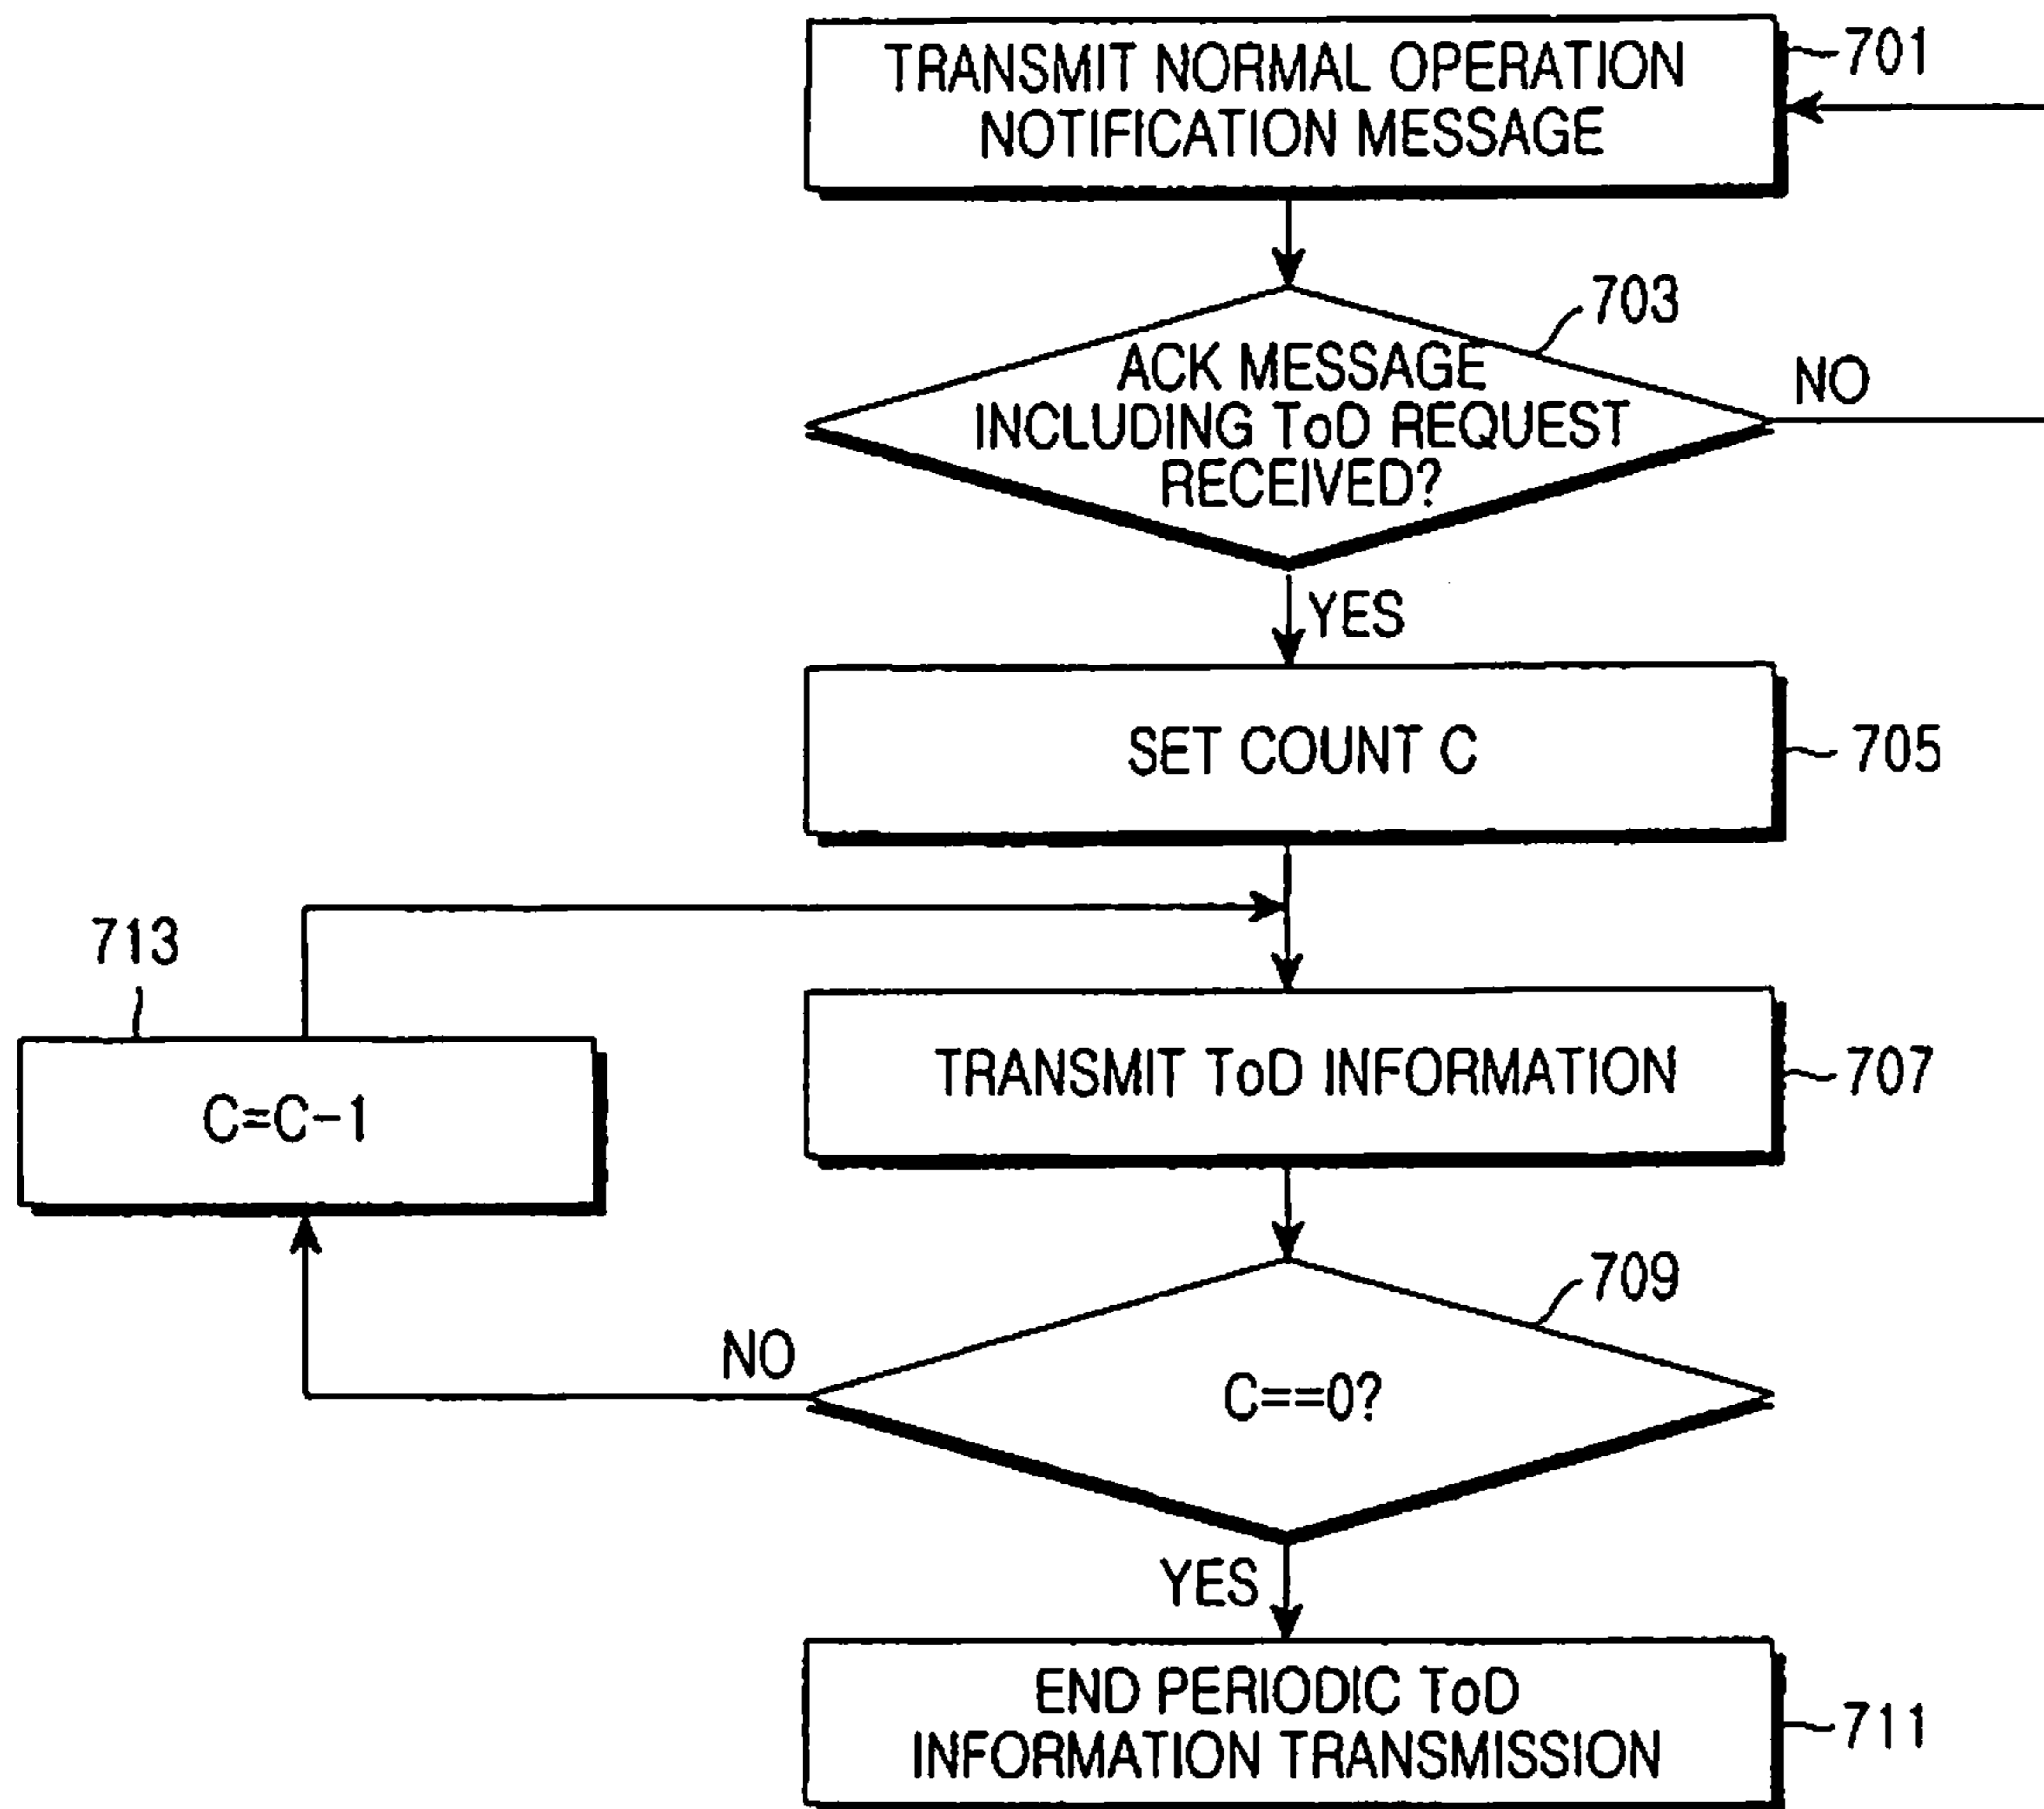 TRANSMIT NORMAL OPERATION
NOTIFICATION MESSAGE
701
703
ACK MESSAGE
INCLUDING ToD REQUEST
RECEIVED?
NO
YES
SET COUNT C
705
713
C=C-1
TRANSMIT ToD INFORMATION
707
709
NO
C==0?
YES
END PERIODIC ToD
INFORMATION TRANSMISSION
711